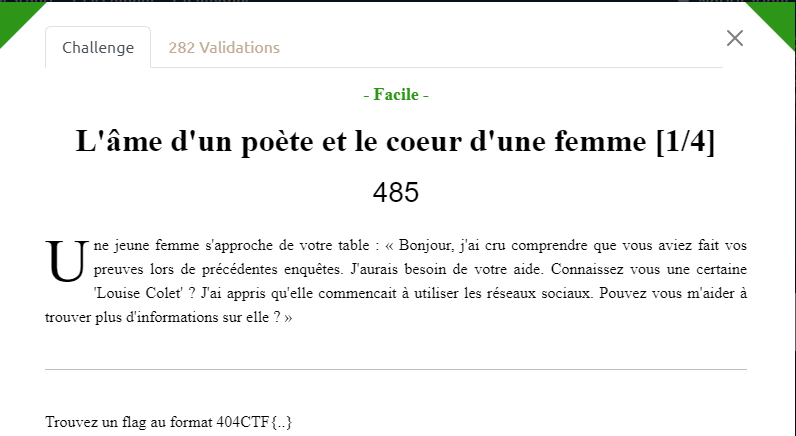 Challenge
282 Validations
- Facile -
L'âme d'un poète et le coeur d'une femme [1/4]
485
Une jeune femme s'approche de votre table : « Bonjour, j'ai cru comprendre que vous aviez fait vos
preuves lors de précédentes enquêtes. J'aurais besoin de votre aide. Connaissez vous une certaine
'Louise Colet' ? J'ai appris qu'elle commencait à utiliser les réseaux sociaux. Pouvez vous m'aider à
trouver plus d'informations sur elle ? »
Trouvez un flag au format 404CTF{..}